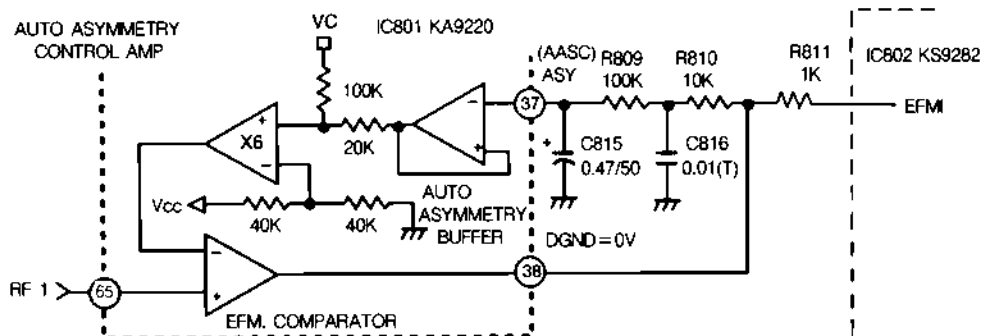 VC
IC801 KA9220
AUTO ASYMMETRY
CONTROL AMP
(AASC)
ASY
R809
100K
R810
10K
R811
1K
IC802 KS9282
100K
−
37
EFMI
+
X6
−
20K
+
+
C815
0.47/50
C816
0.01(T)
Vcc
40K
40K
AUTO
ASYMMETRY
BUFFER
DGND=0V
−
38
RF 1
65
+
EFM. COMPARATOR